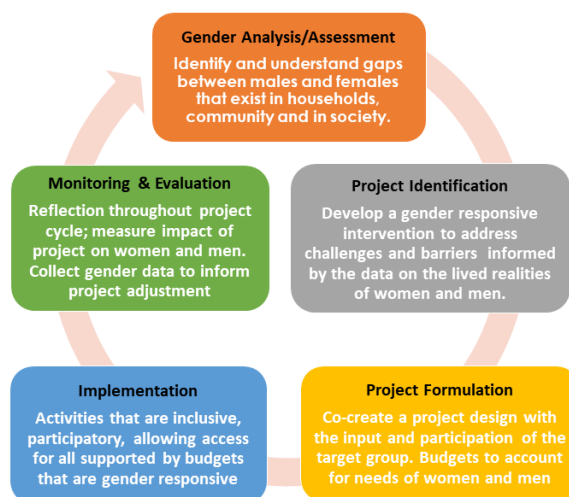 Gender Analysis/Assessment
Identify and understand gaps
between males and females
that exist in households,
community and in society.
Project Identification
Develop a gender responsive
intervention to address
challenges and barriers informed
by the data on the lived realities
of women and men.
Project Formulation
Co-create a project design with
the input and participation of the
target group. Budgets to account
for needs of women and men
Implementation
Activities that are inclusive,
participatory, allowing access
for all supported by budgets
that are gender responsive
Monitoring & Evaluation
Reflection throughout project
cycle; measure impact of
project on women and men.
Collect gender data to inform
project adjustment